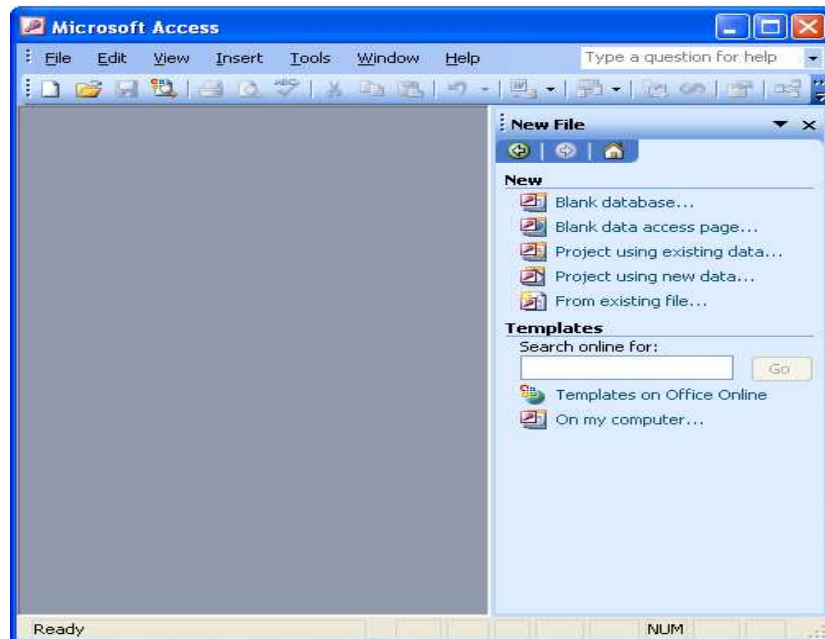 Microsoft Access
File Edit View Insert Tools Window Help Type a question for help
New File
New
Blank database...
Blank data access page...
Project using existing data...
Project using new data...
From existing file...
Templates
Search online for:
Go
Templates on Office Online
On my computer...
Ready NUM